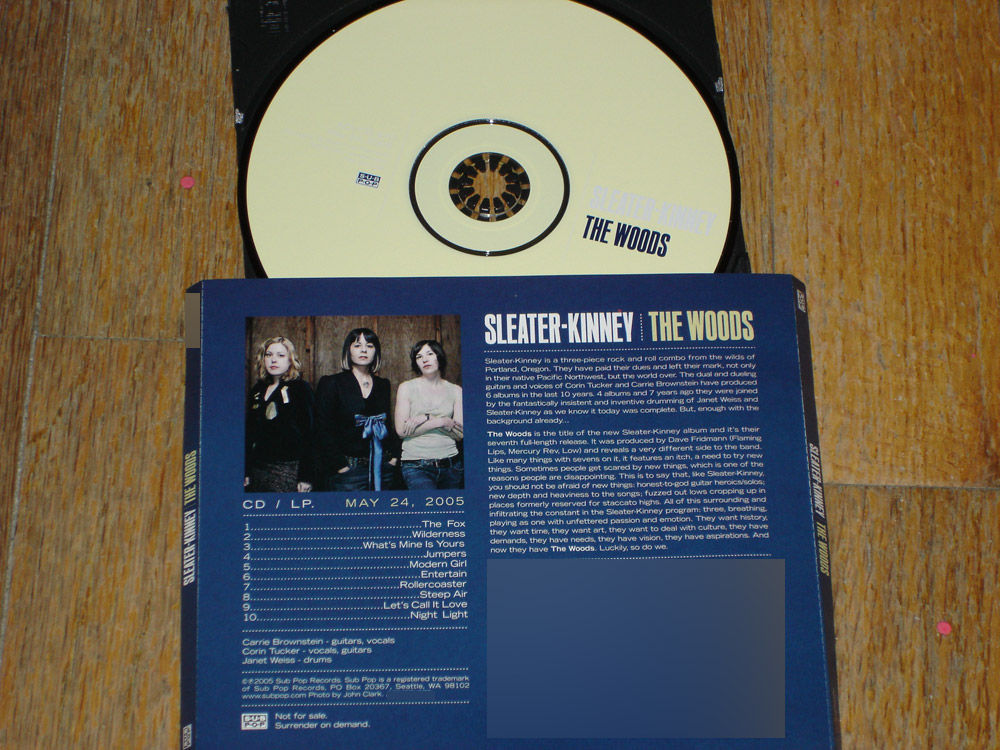 SUB
POP
SLEATER-KINNEY
THE WOODS
SLEATER-KINNEY THE WOODS
CD / LP. MAY 24, 2005
1. The Fox
2. Wilderness
3. What's Mine Is Yours
4. Jumpers
5. Modern Girl
6. Entertain
7. Rollercoaster
8. Steep Air
9. Let's Call It Love
10. Night Light
Carrie Brownstein - guitars, vocals
Corin Tucker - vocals, guitars
Janet Weiss - drums
©℗2005 Sub Pop Records. Sub Pop is a registered trademark
of Sub Pop Records, PO Box 20367, Seattle, WA 98102
www.subpop.com Photo by John Clark.
SUB
POP
Not for sale.
Surrender on demand.
SLEATER-KINNEY THE WOODS
Sleater-Kinney is a three-piece rock and roll combo from the wilds of
Portland, Oregon. They have paid their dues and left their mark, not only
in their native Pacific Northwest, but the world over. The dual and dueling
guitars and voices of Corin Tucker and Carrie Brownstein have produced
6 albums in the last 10 years. 4 albums and 7 years ago they were joined
by the fantastically insistent and inventive drumming of Janet Weiss and
Sleater-Kinney as we know it today was complete. But, enough with the
background already...
The Woods is the title of the new Sleater-Kinney album and it's their
seventh full-length release. It was produced by Dave Fridmann (Flaming
Lips, Mercury Rev, Low) and reveals a very different side to the band.
Like many things with sevens on it, it features an itch, a need to try new
things. Sometimes people get scared by new things, which is one of the
reasons people are disappointing. This is to say that, like Sleater-Kinney,
you should not be afraid of new things: honest-to-god guitar heroics/solos;
new depth and heaviness to the songs; fuzzed out lows cropping up in
places formerly reserved for staccato highs. All of this surrounding and
infiltrating the constant in the Sleater-Kinney program: three, breathing,
playing as one with unfettered passion and emotion. They want history,
they want time, they want art, they want to deal with culture, they have
demands, they have needs, they have vision, they have aspirations. And
now they have The Woods. Luckily, so do we.
SLEATER-KINNEY THE WOODS